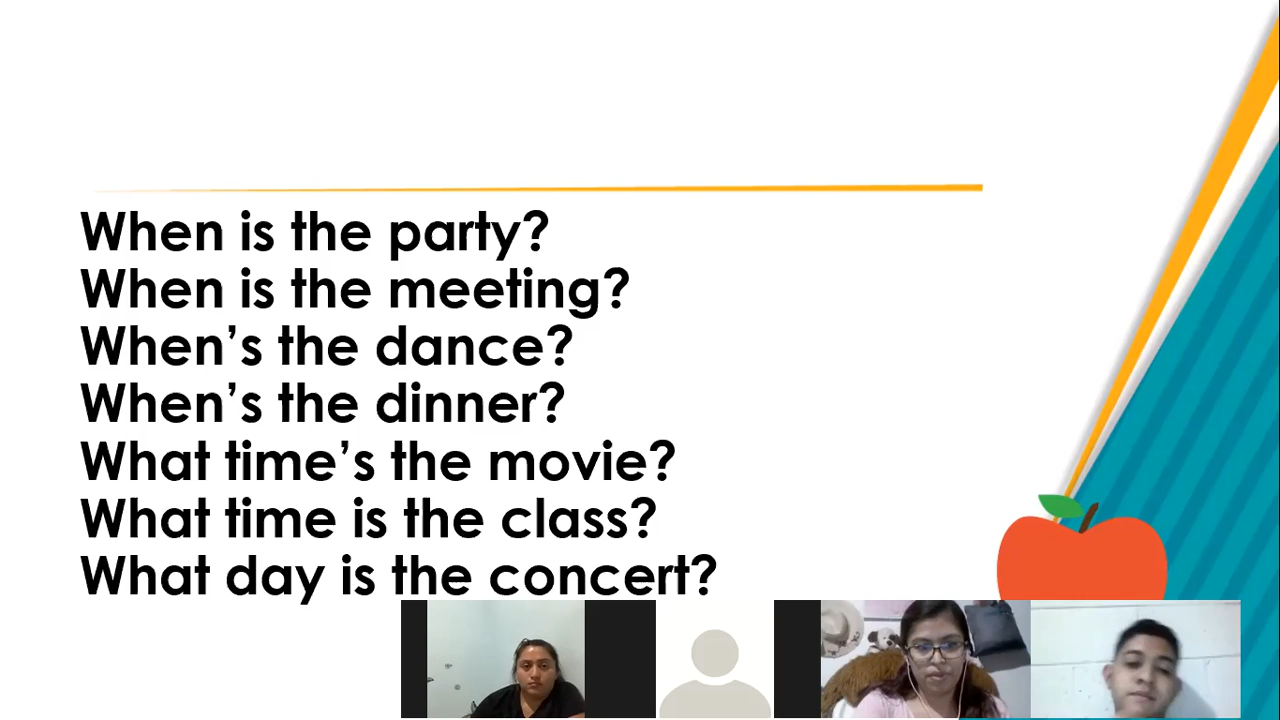 When is the party?
When is the meeting?
When’s the dance?
When’s the dinner?
What time’s the movie?
What time is the class?
What day is the concert?